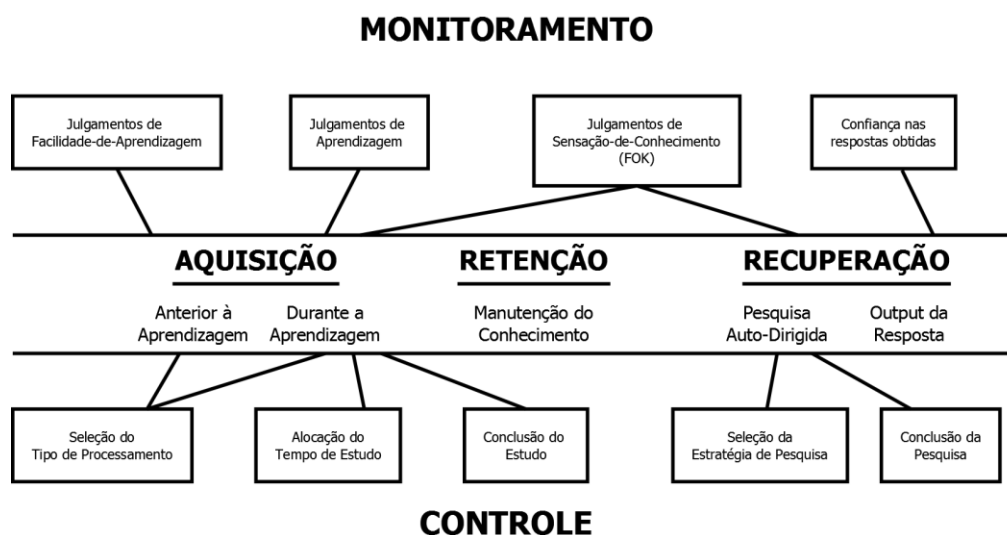 MONITORAMENTO
Julgamentos de
Facilidade-de-Aprendizagem
Julgamentos de
Aprendizagem
Julgamentos de
Sensação-de-Conhecimento
(FOK)
Confiança nas
respostas obtidas
AQUISIÇÃO
RETENÇÃO
RECUPERAÇÃO
Anterior à
Aprendizagem
Durante a
Aprendizagem
Manutenção do
Conhecimento
Pesquisa
Auto-Dirigida
Output da
Resposta
Seleção do
Tipo de Processamento
Alocação do
Tempo de Estudo
Conclusão do
Estudo
Seleção da
Estratégia de Pesquisa
Conclusão da
Pesquisa
CONTROLE